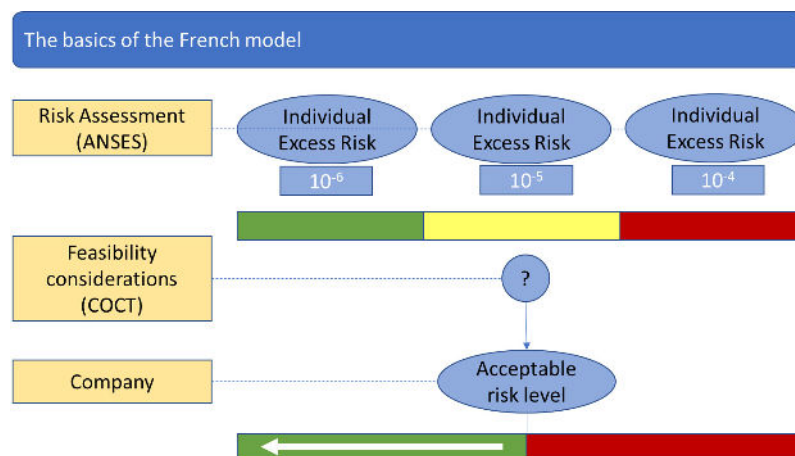 The basics of the French model
Risk Assessment
(ANSES)
Individual
Excess Risk
10⁻⁶
Individual
Excess Risk
10⁻⁵
Individual
Excess Risk
10⁻⁴
Feasibility
considerations
(COCT)
?
Company
Acceptable
risk level